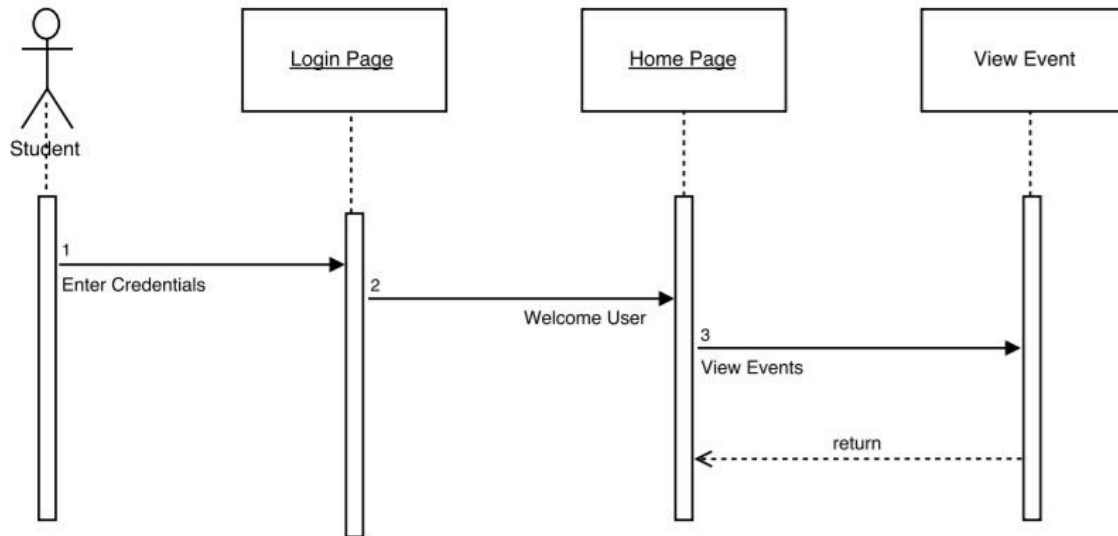 Login Page
Home Page
View Event
Student
1
Enter Credentials
2
Welcome User
3
View Events
return